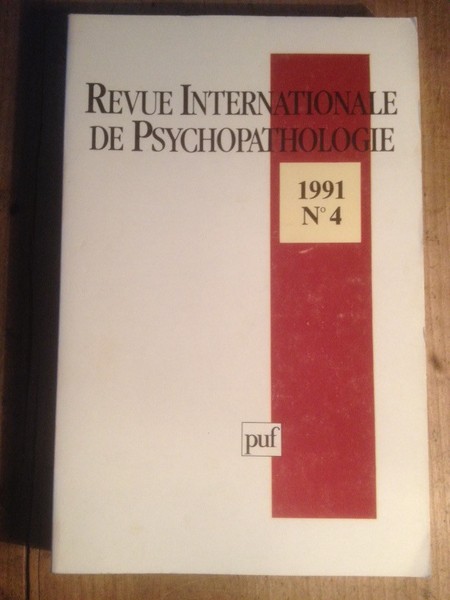 REVUE INTERNATIONALE
DE PSYCHOPATHOLOGIE
1991
N° 4
puf